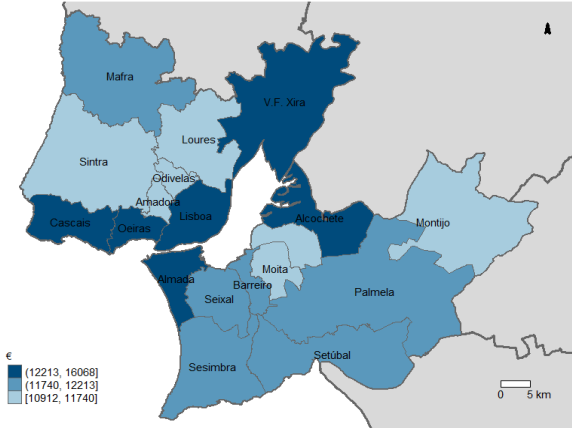 Mafra
V.F. Xira
Loures
Sintra
Odivelas
Amadora
Lisboa
Cascais
Oeiras
Alcochete
Montijo
Almada
Moita
Barreiro
Seixal
Palmela
Setúbal
Sesimbra
€
(12213, 16068]
(11740, 12213]
[10912, 11740]
0 5 km